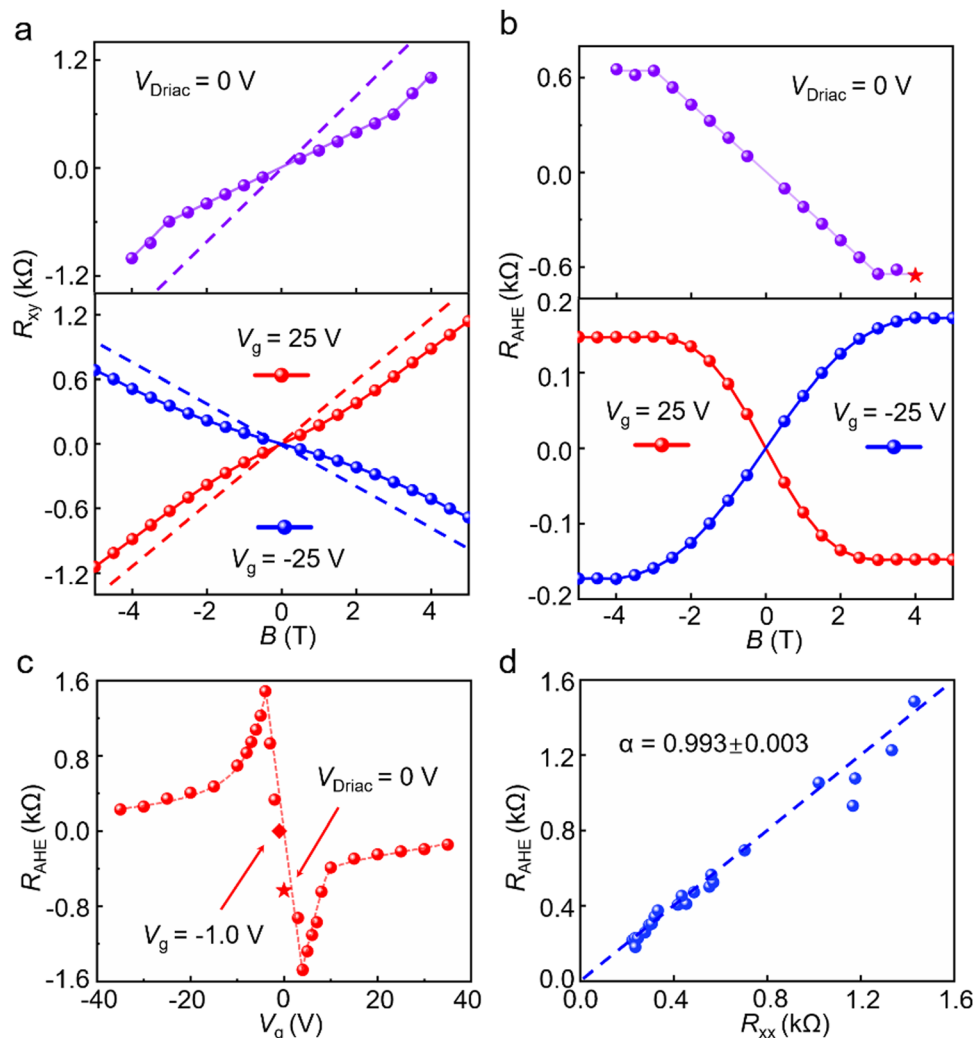 a
1.2
V_Driac = 0 V
0.0
-1.2
R_xy (kΩ)
1.2
V_g = 25 V
0.6
0.0
-0.6
V_g = -25 V
-1.2
-4 -2 0 2 4
B (T)
b
0.6
V_Driac = 0 V
0.0
-0.6
R_AHE (kΩ)
0.2
0.1
V_g = 25 V
V_g = -25 V
0.0
-0.1
-0.2
-4 -2 0 2 4
B (T)
c
1.6
0.8
V_Driac = 0 V
0.0
R_AHE (kΩ)
-0.8
V_g = -1.0 V
-1.6
-40 -20 0 20 40
V_g (V)
d
1.6
α = 0.993±0.003
1.2
0.8
R_AHE (kΩ)
0.4
0.0
0.0 0.4 0.8 1.2 1.6
R_xx (kΩ)